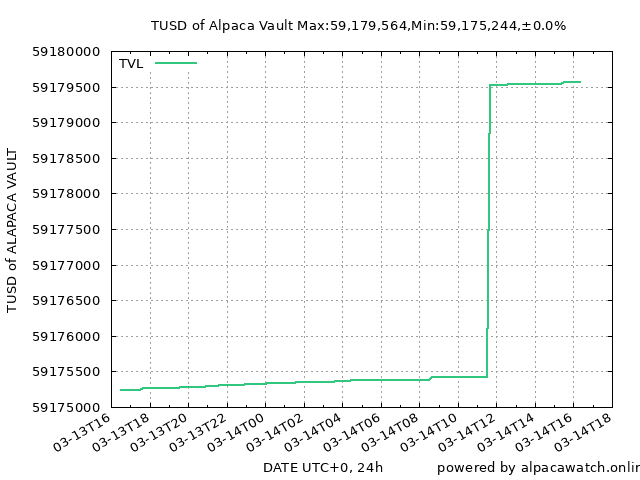 TUSD of Alpaca Vault Max:59,179,564,Min:59,175,244,±0.0%
TVL
59180000
59179500
59179000
59178500
59178000
59177500
59177000
59176500
59176000
59175500
59175000
TUSD of ALAPACA VAULT
03-13T16
03-13T18
03-13T20
03-13T22
03-14T00
03-14T02
03-14T04
03-14T06
03-14T08
03-14T10
03-14T12
03-14T14
03-14T16
03-14T18
DATE UTC+0, 24h
powered by alpacawatch.onlin